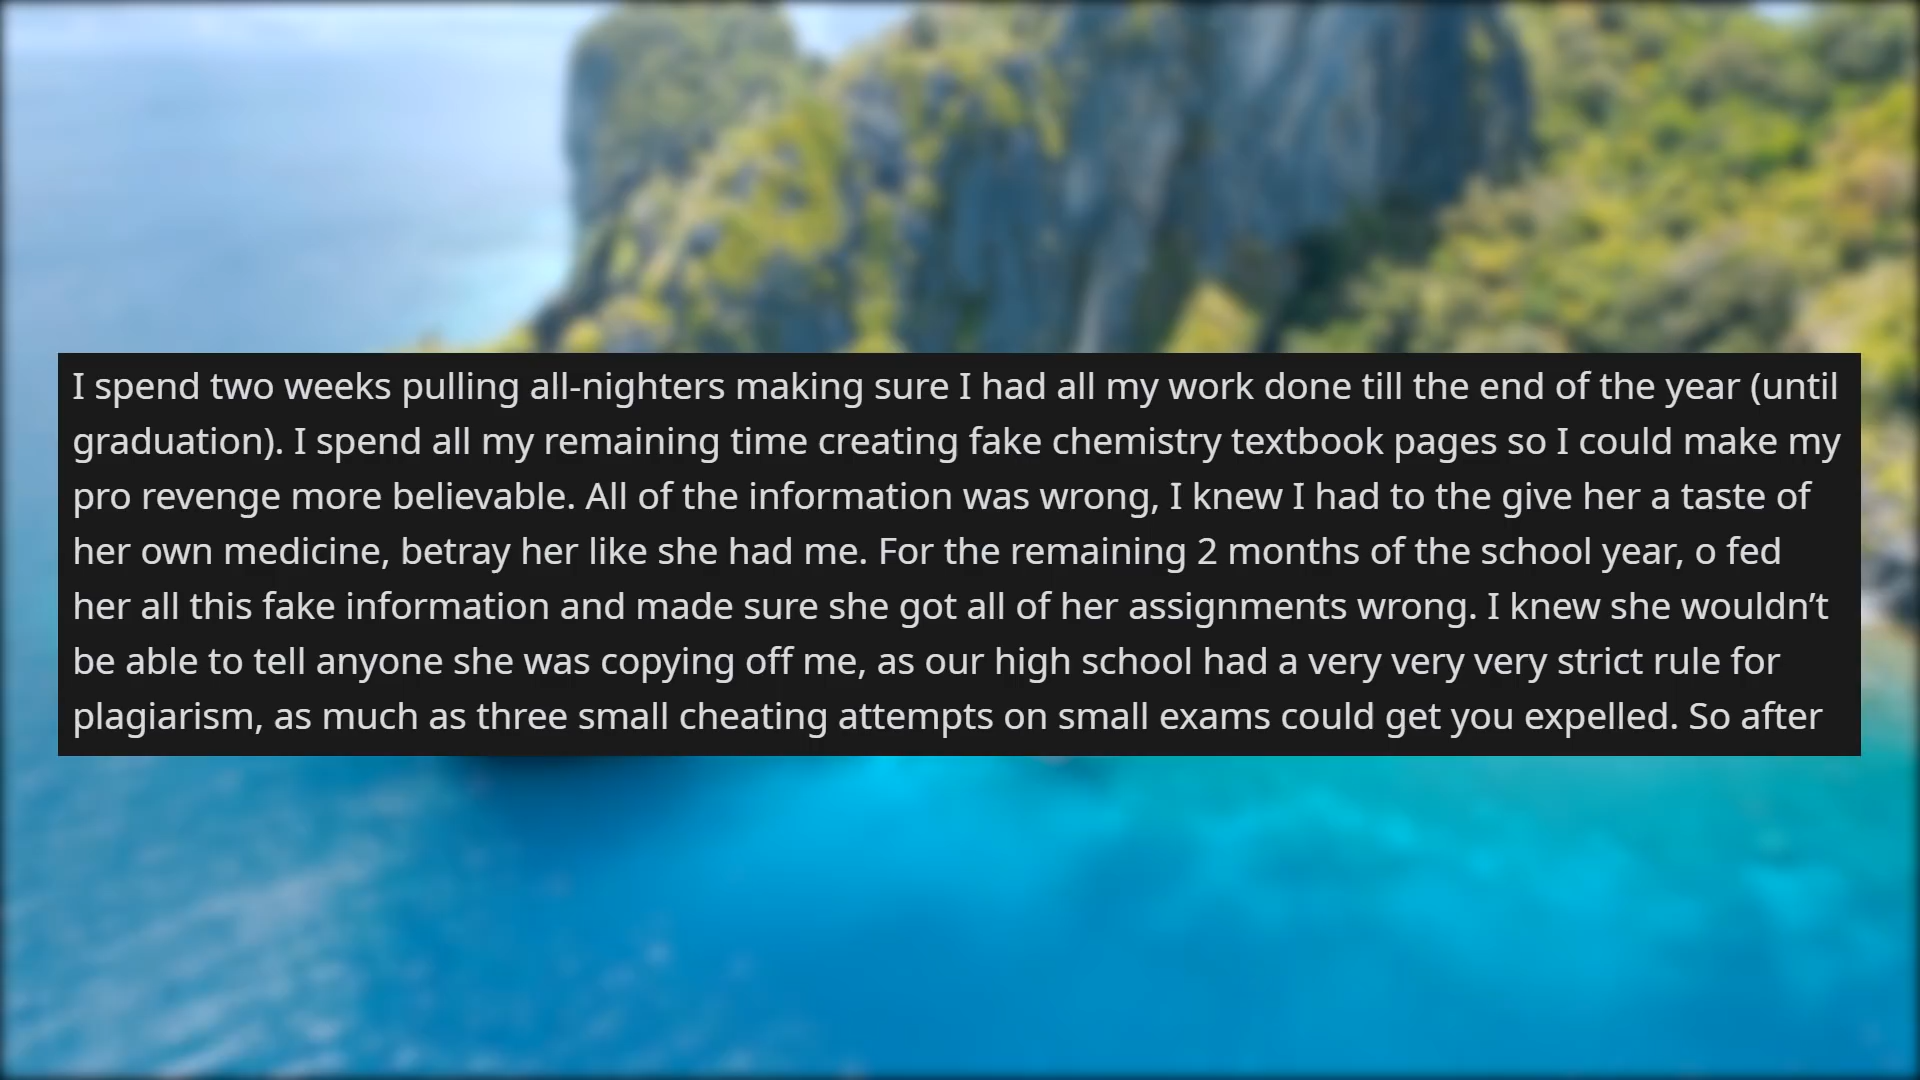 I spend two weeks pulling all-nighters making sure I had all my work done till the end of the year (until
graduation). I spend all my remaining time creating fake chemistry textbook pages so I could make my
pro revenge more believable. All of the information was wrong, I knew I had to the give her a taste of
her own medicine, betray her like she had me. For the remaining 2 months of the school year, o fed
her all this fake information and made sure she got all of her assignments wrong. I knew she wouldn’t
be able to tell anyone she was copying off me, as our high school had a very very very strict rule for
plagiarism, as much as three small cheating attempts on small exams could get you expelled. So after